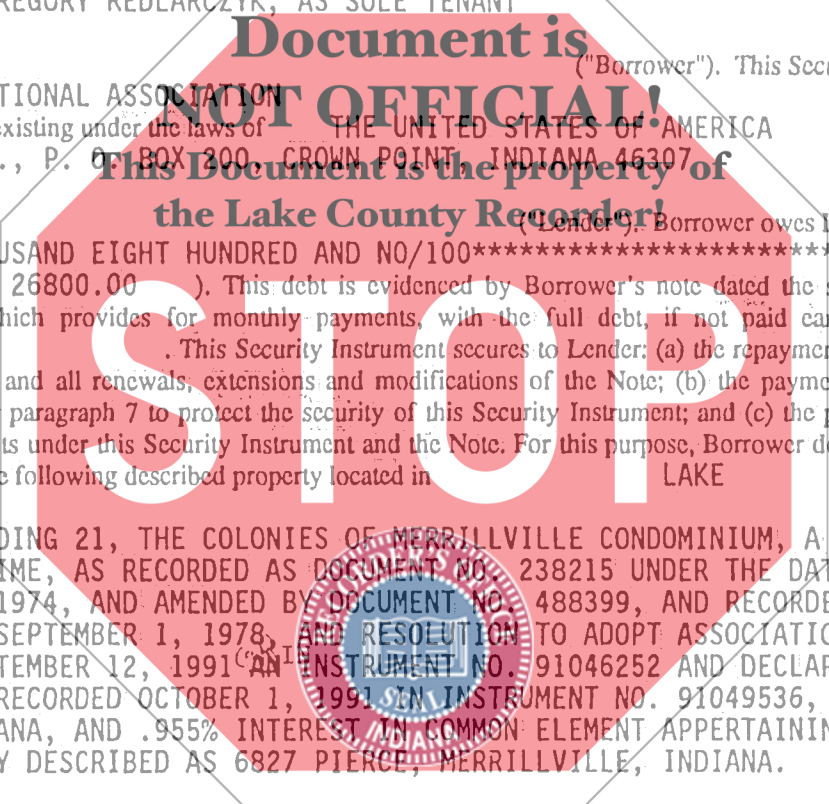 REGORY REDLARCZYK, AS SOLE TENANT
Document is
("Borrower"). This Secu
TIONAL ASSOCIATION
NOT OFFICIAL!
existing under the laws of THE UNITED STATES OF AMERICA
., P. O. BOX 200, CROWN POINT, INDIANA 46307
This Document is the property of
the Lake County Recorder!
("Lender"). Borrower owes
USAND EIGHT HUNDRED AND NO/100***************************
26800.00 ). This debt is evidenced by Borrower's note dated the
hich provides for monthly payments, with the full debt, if not paid ear
. This Security Instrument secures to Lender: (a) the repaymen
STOP
and all renewals, extensions and modifications of the Note; (b) the payme
paragraph 7 to protect the security of this Security Instrument; and (c) the p
ts under this Security Instrument and the Note. For this purpose, Borrower do
e following described property located in LAKE
DING 21, THE COLONIES OF MERRILLVILLE CONDOMINIUM, A
IME, AS RECORDED AS DOCUMENT NO. 238215 UNDER THE DAT
1974, AND AMENDED BY DOCUMENT NO. 488399, AND RECORDE
SEPTEMBER 1, 1978, AND RESOLUTION TO ADOPT ASSOCIATIO
TEMBER 12, 1991 AN INSTRUMENT NO. 91046252 AND DECLAR
RECORDED OCTOBER 1, 1991 IN INSTRUMENT NO. 91049536,
SEAL
ANA, AND .955% INTEREST IN COMMON ELEMENT APPERTAININ
INDIANA
Y DESCRIBED AS 6827 PIERCE, MERRILLVILLE, INDIANA.